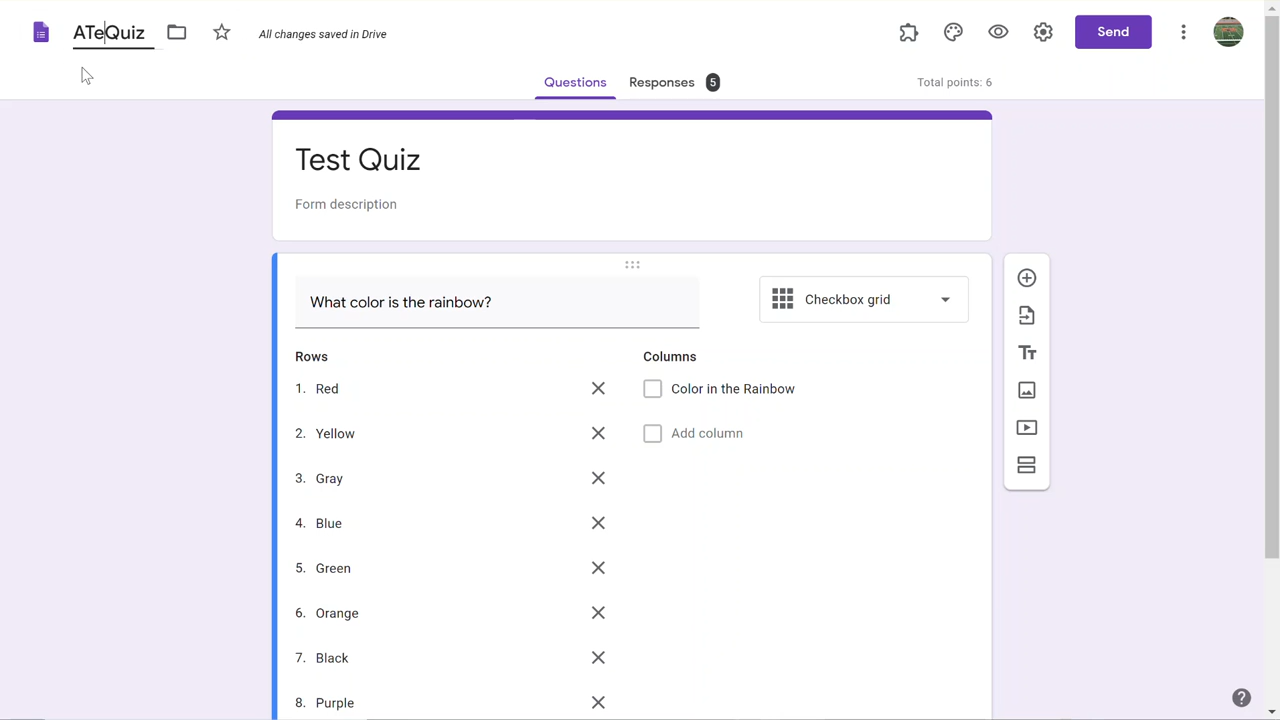 ATeQuiz All changes saved in Drive Send
Questions Responses 5 Total points: 6
Test Quiz
Form description
What color is the rainbow? Checkbox grid
Rows Columns
1. Red Color in the Rainbow
2. Yellow Add column
3. Gray
4. Blue
5. Green
6. Orange
7. Black
8. Purple